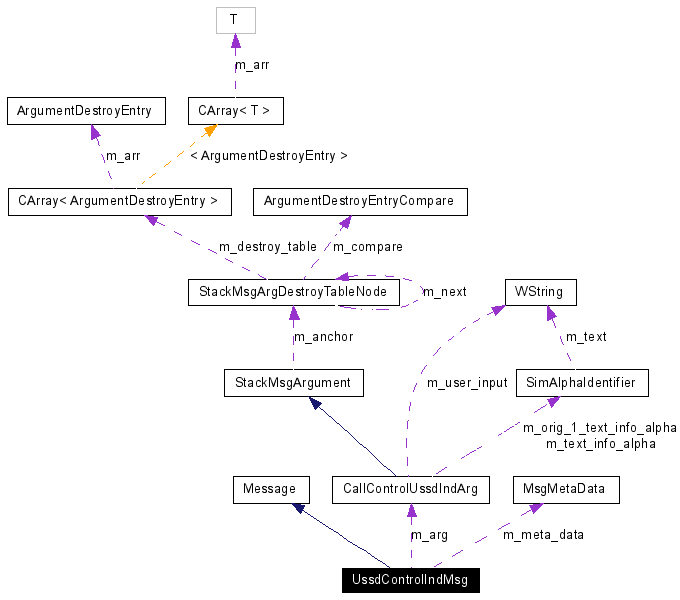 T
m_arr
ArgumentDestroyEntry
CArray< T >
m_arr
< ArgumentDestroyEntry >
CArray< ArgumentDestroyEntry >
ArgumentDestroyEntryCompare
m_destroy_table
m_compare
StackMsgArgDestroyTableNode
m_next
WString
m_anchor
m_text
StackMsgArgument
m_user_input
SimAlphaIdentifier
m_orig_1_text_info_alpha
m_text_info_alpha
Message
CallControlUssdIndArg
MsgMetaData
m_arg
m_meta_data
UssdControlIndMsg